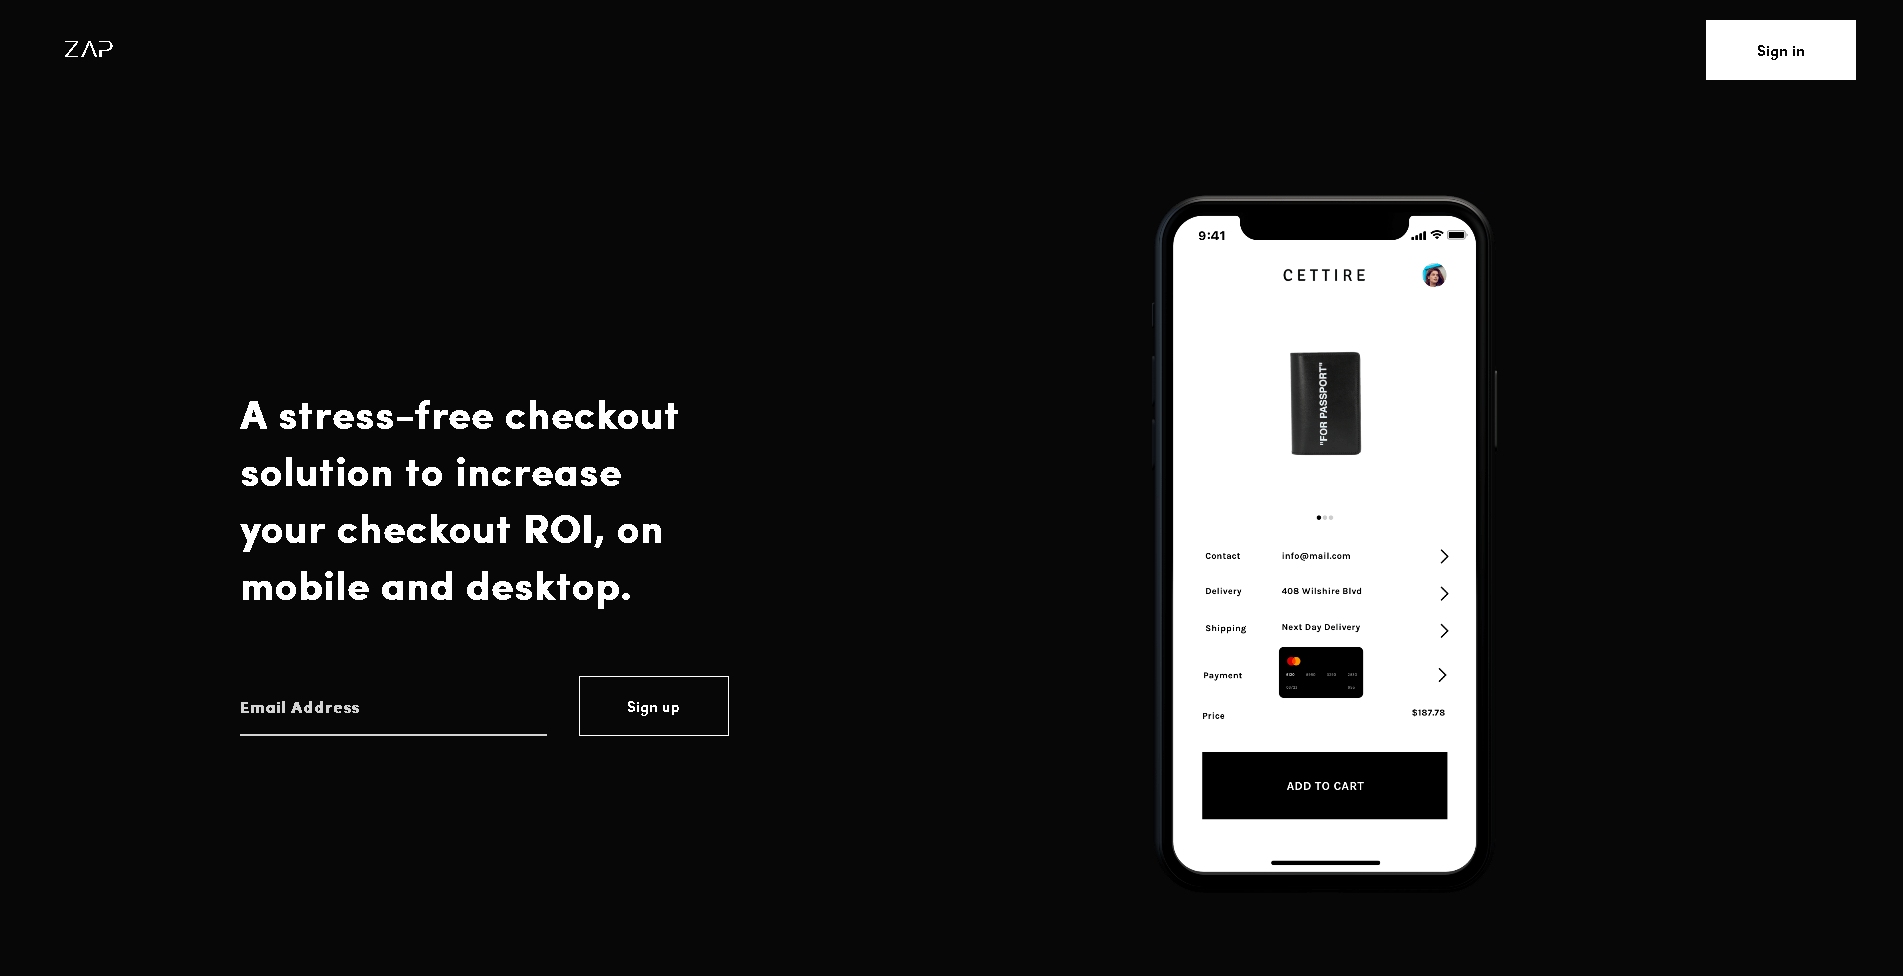 ZAP
Sign in
A stress-free checkout
solution to increase
your checkout ROI, on
mobile and desktop.
Email Address
Sign up
9:41
CETTIRE
"FOR PASSPORT"
Contact info@mail.com
Delivery 408 Wilshire Blvd
Shipping Next Day Delivery
Payment
Price $187.78
ADD TO CART